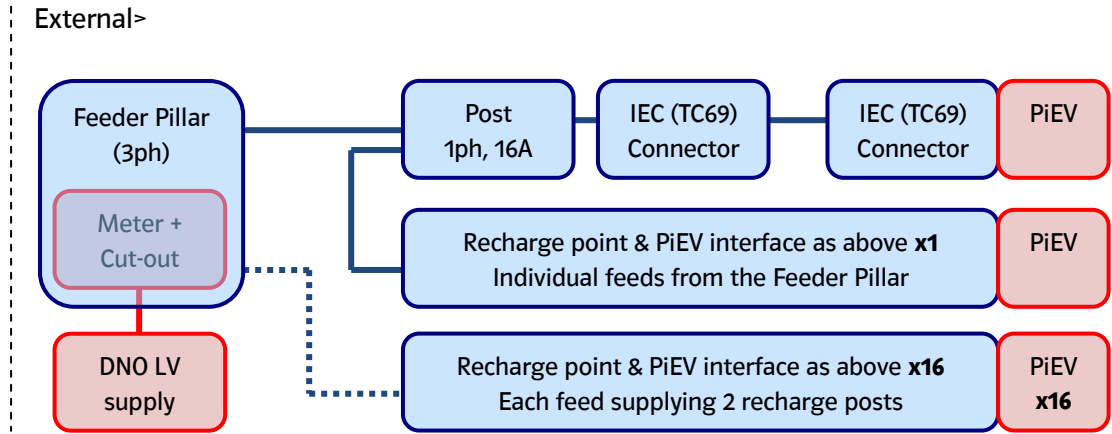 External>
Feeder Pillar
(3ph)
Meter +
Cut-out
DNO LV
supply
Post
1ph, 16A
IEC (TC69)
Connector
IEC (TC69)
Connector
PiEV
Recharge point & PiEV interface as above x1
Individual feeds from the Feeder Pillar
PiEV
Recharge point & PiEV interface as above x16
Each feed supplying 2 recharge posts
PiEV
x16